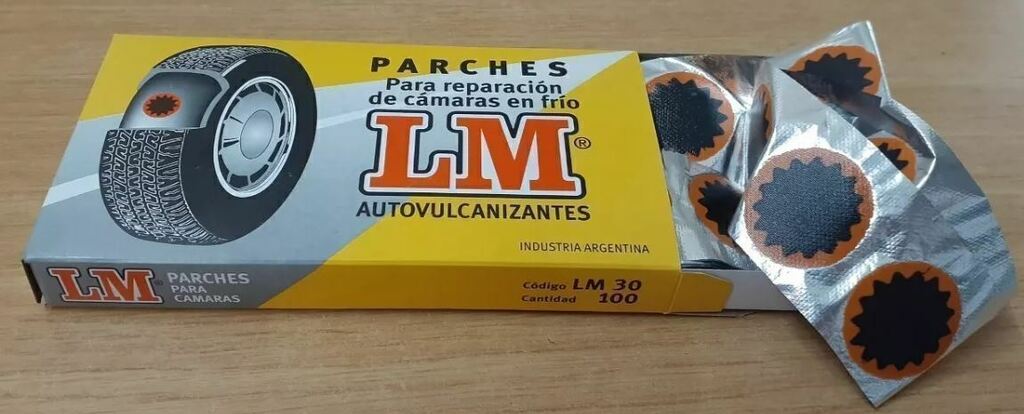 PARCHES
Para reparación
de cámaras en frío
LM®
AUTOVULCANIZANTES
INDUSTRIA ARGENTINA
LM® PARCHES
PARA
CAMARAS
Código LM 30
Cantidad 100